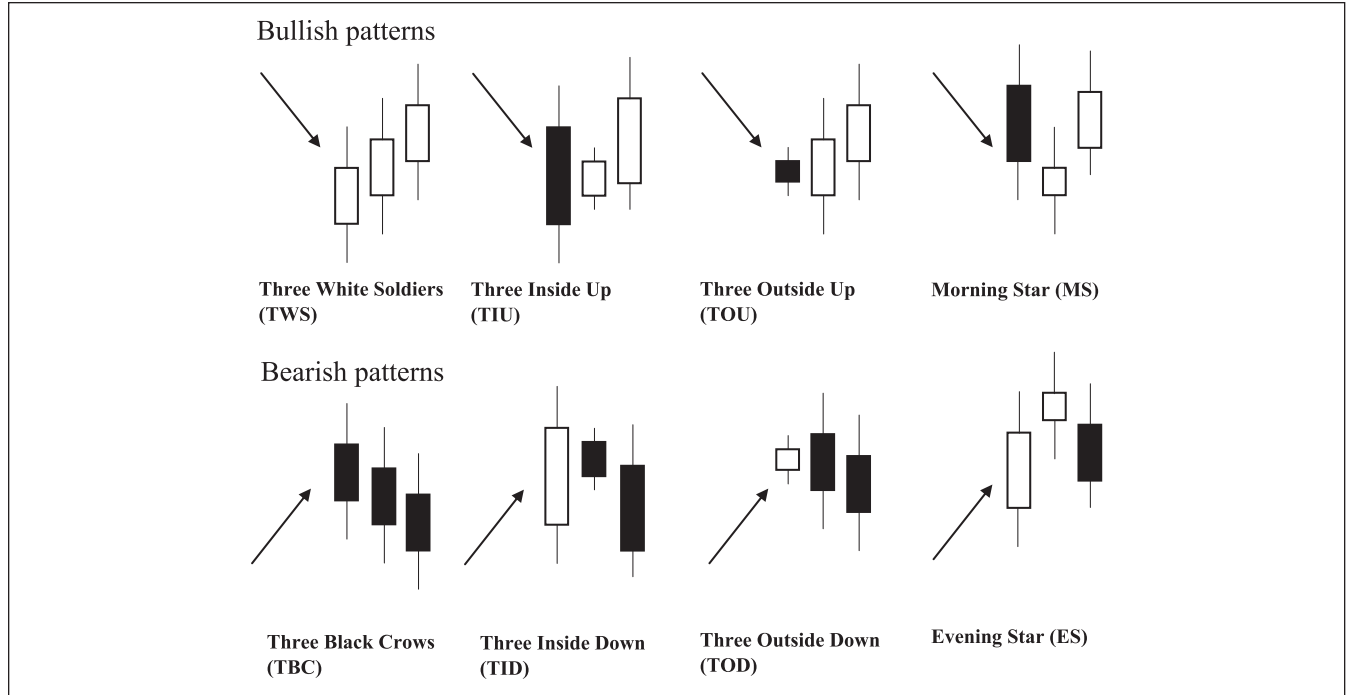 Bullish patterns
Three White Soldiers
(TWS)
Three Inside Up
(TIU)
Three Outside Up
(TOU)
Morning Star (MS)
Bearish patterns
Three Black Crows
(TBC)
Three Inside Down
(TID)
Three Outside Down
(TOD)
Evening Star (ES)